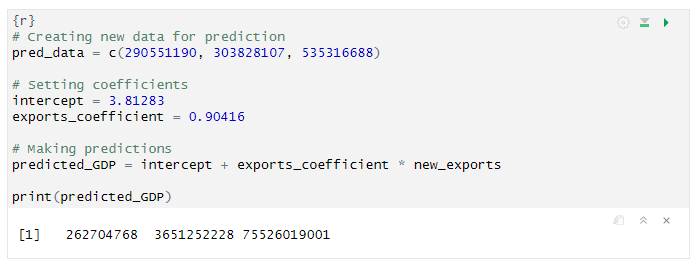 {r}
# Creating new data for prediction
pred_data = c(290551190, 303828107, 535316688)
# Setting coefficients
intercept = 3.81283
exports_coefficient = 0.90416
# Making predictions
predicted_GDP = intercept + exports_coefficient * new_exports
print(predicted_GDP)
[1]   262704768  3651252228 75526019001